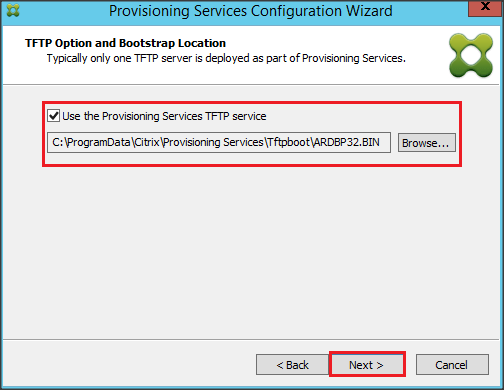 Provisioning Services Configuration Wizard
X
TFTP Option and Bootstrap Location
Typically only one TFTP server is deployed as part of Provisioning Services.
Use the Provisioning Services TFTP service
C:\ProgramData\Citrix\Provisioning Services\Tftpboot\ARDBP32.BIN
Browse...
< Back
Next >
Cancel